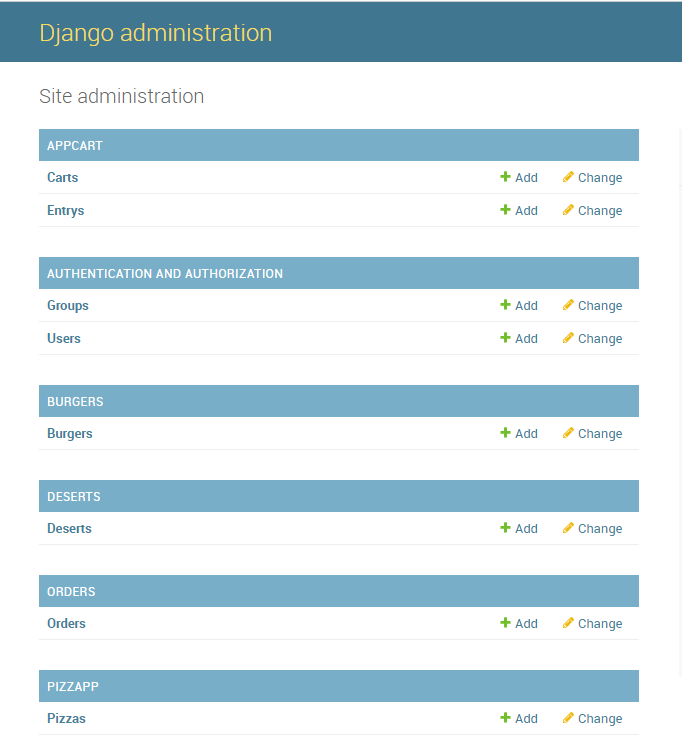 Django administration
Site administration
APPCART
Carts Add Change
Entrys Add Change
AUTHENTICATION AND AUTHORIZATION
Groups Add Change
Users Add Change
BURGERS
Burgers Add Change
DESERTS
Deserts Add Change
ORDERS
Orders Add Change
PIZZAPP
Pizzas Add Change